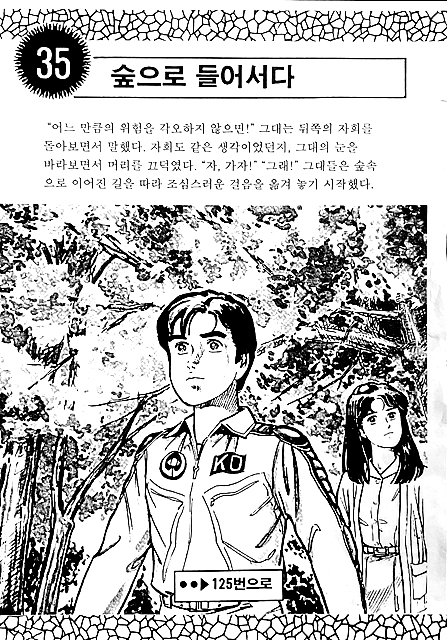 35
숲으로 들어서다
“어느 만큼의 위험을 각오하지 않으면!” 그대는 뒤쪽의 자회를
돌아보면서 말했다. 자회도 같은 생각이었던지, 그대의 눈을
바라보면서 머리를 끄덕였다. “자, 가자!” “그래!” 그대들은 숲속
으로 이어진 길을 따라 조심스러운 걸음을 옮겨 놓기 시작했다.
KO
●●▶125번으로